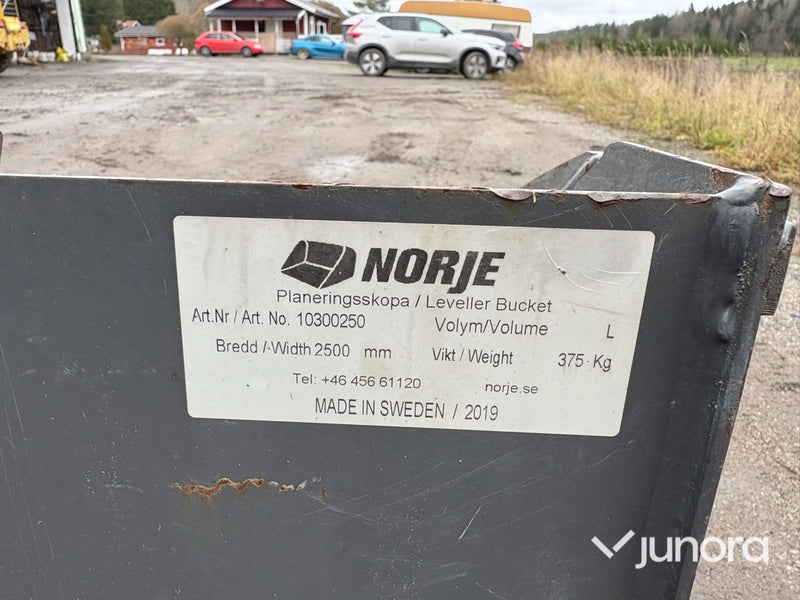 NORJE
Planeringsskopa / Leveller Bucket
Art.Nr / Art. No. 10300250 Volym/Volume L
Bredd / Width 2500 mm Vikt / Weight 375 Kg
Tel: +46 456 61120 norje.se
MADE IN SWEDEN / 2019
junora